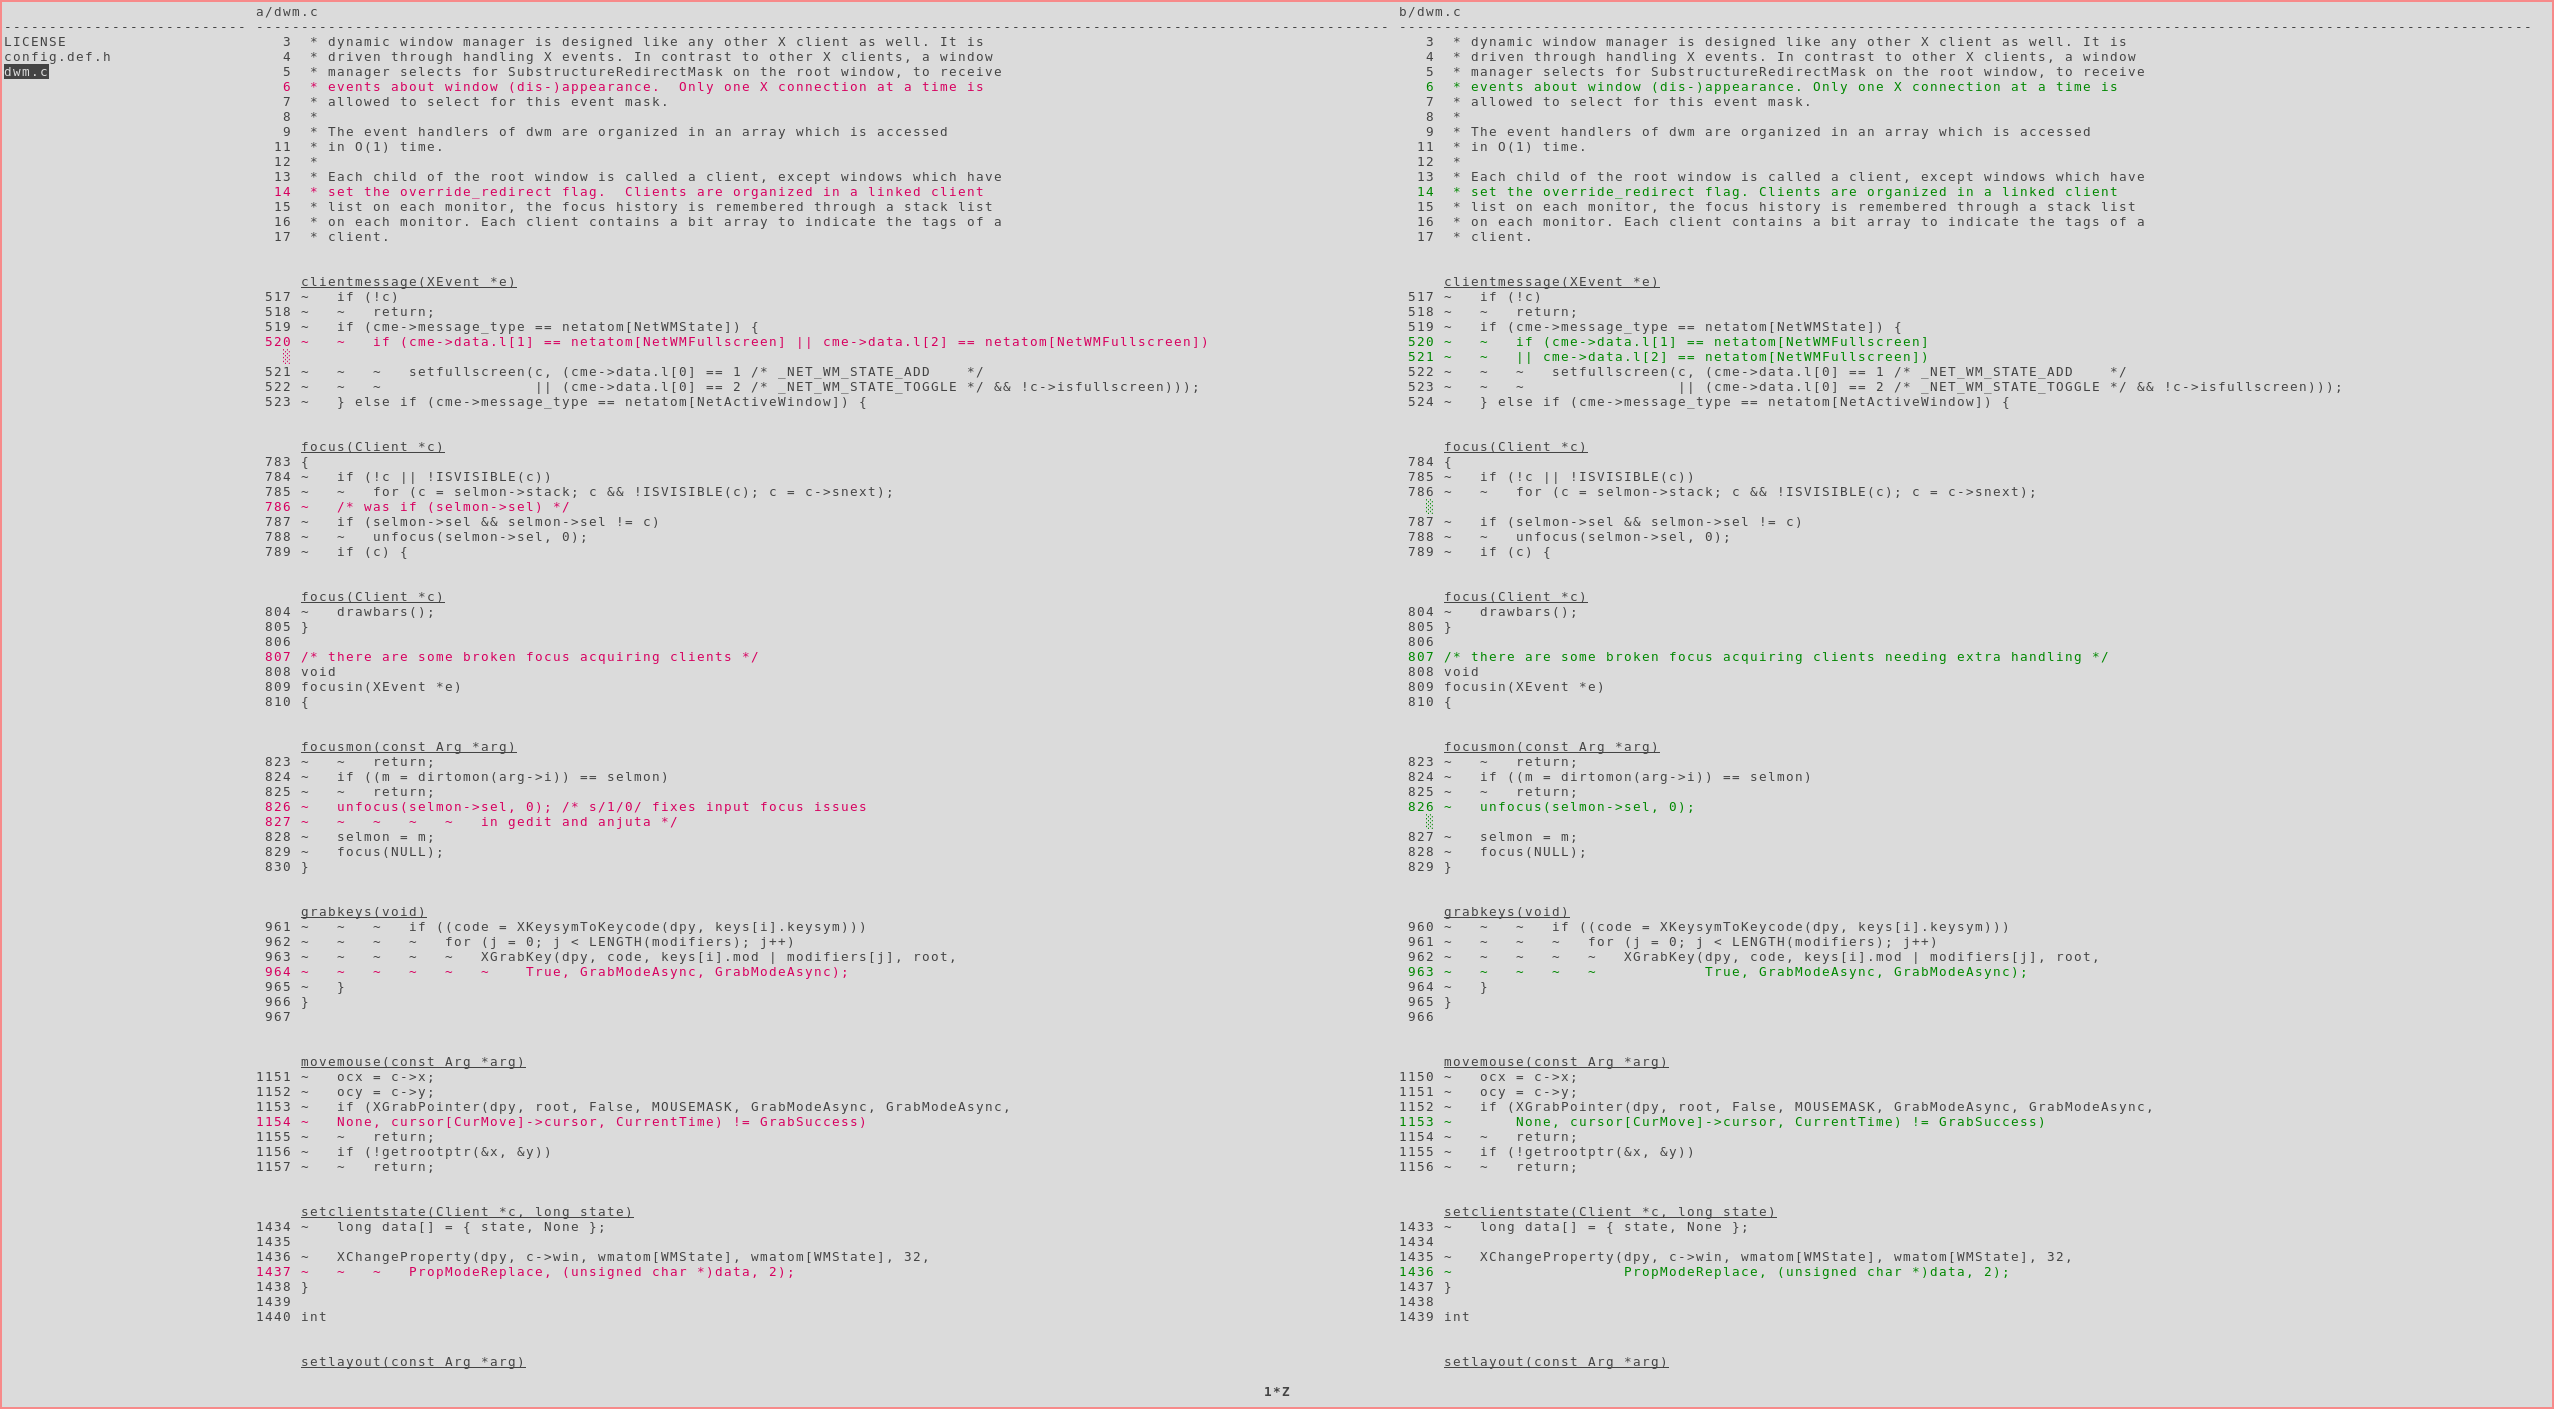 LICENSE
config.def.h
dwm.c
a/dwm.c
--------------------------------------------------------------------------------
3  * dynamic window manager is designed like any other X client as well. It is
4  * driven through handling X events. In contrast to other X clients, a window
5  * manager selects for SubstructureRedirectMask on the root window, to receive
6  * events about window (dis-)appearance.  Only one X connection at a time is
7  * allowed to select for this event mask.
8  *
9  * The event handlers of dwm are organized in an array which is accessed
11  * in O(1) time.
12  *
13  * Each child of the root window is called a client, except windows which have
14  * set the override_redirect flag.  Clients are organized in a linked client
15  * list on each monitor, the focus history is remembered through a stack list
16  * on each monitor. Each client contains a bit array to indicate the tags of a
17  * client.
clientmessage(XEvent *e)
517 ~   if (!c)
518 ~   ~   return;
519 ~   if (cme->message_type == netatom[NetWMState]) {
520 ~   ~   if (cme->data.l[1] == netatom[NetWMFullscreen] || cme->data.l[2] == netatom[NetWMFullscreen])
░
521 ~   ~   ~   setfullscreen(c, (cme->data.l[0] == 1 /* _NET_WM_STATE_ADD    */
522 ~   ~   ~                 || (cme->data.l[0] == 2 /* _NET_WM_STATE_TOGGLE */ && !c->isfullscreen)));
523 ~   } else if (cme->message_type == netatom[NetActiveWindow]) {
focus(Client *c)
783 {
784 ~   if (!c || !ISVISIBLE(c))
785 ~   ~   for (c = selmon->stack; c && !ISVISIBLE(c); c = c->snext);
786 ~   /* was if (selmon->sel) */
787 ~   if (selmon->sel && selmon->sel != c)
788 ~   ~   unfocus(selmon->sel, 0);
789 ~   if (c) {
focus(Client *c)
804 ~   drawbars();
805 }
806
807 /* there are some broken focus acquiring clients */
808 void
809 focusin(XEvent *e)
810 {
focusmon(const Arg *arg)
823 ~   ~   return;
824 ~   if ((m = dirtomon(arg->i)) == selmon)
825 ~   ~   return;
826 ~   unfocus(selmon->sel, 0); /* s/1/0/ fixes input focus issues
827 ~   ~   ~   ~   ~   in gedit and anjuta */
828 ~   selmon = m;
829 ~   focus(NULL);
830 }
grabkeys(void)
961 ~   ~   ~   if ((code = XKeysymToKeycode(dpy, keys[i].keysym)))
962 ~   ~   ~   ~   for (j = 0; j < LENGTH(modifiers); j++)
963 ~   ~   ~   ~   ~   XGrabKey(dpy, code, keys[i].mod | modifiers[j], root,
964 ~   ~   ~   ~   ~   ~    True, GrabModeAsync, GrabModeAsync);
965 ~   }
966 }
967
movemouse(const Arg *arg)
1151 ~   ocx = c->x;
1152 ~   ocy = c->y;
1153 ~   if (XGrabPointer(dpy, root, False, MOUSEMASK, GrabModeAsync, GrabModeAsync,
1154 ~   None, cursor[CurMove]->cursor, CurrentTime) != GrabSuccess)
1155 ~   ~   return;
1156 ~   if (!getrootptr(&x, &y))
1157 ~   ~   return;
setclientstate(Client *c, long state)
1434 ~   long data[] = { state, None };
1435
1436 ~   XChangeProperty(dpy, c->win, wmatom[WMState], wmatom[WMState], 32,
1437 ~   ~   ~   PropModeReplace, (unsigned char *)data, 2);
1438 }
1439
1440 int
setlayout(const Arg *arg)
b/dwm.c
--------------------------------------------------------------------------------
3  * dynamic window manager is designed like any other X client as well. It is
4  * driven through handling X events. In contrast to other X clients, a window
5  * manager selects for SubstructureRedirectMask on the root window, to receive
6  * events about window (dis-)appearance. Only one X connection at a time is
7  * allowed to select for this event mask.
8  *
9  * The event handlers of dwm are organized in an array which is accessed
11  * in O(1) time.
12  *
13  * Each child of the root window is called a client, except windows which have
14  * set the override_redirect flag. Clients are organized in a linked client
15  * list on each monitor, the focus history is remembered through a stack list
16  * on each monitor. Each client contains a bit array to indicate the tags of a
17  * client.
clientmessage(XEvent *e)
517 ~   if (!c)
518 ~   ~   return;
519 ~   if (cme->message_type == netatom[NetWMState]) {
520 ~   ~   if (cme->data.l[1] == netatom[NetWMFullscreen]
521 ~   ~   || cme->data.l[2] == netatom[NetWMFullscreen])
522 ~   ~   ~   setfullscreen(c, (cme->data.l[0] == 1 /* _NET_WM_STATE_ADD    */
523 ~   ~   ~                 || (cme->data.l[0] == 2 /* _NET_WM_STATE_TOGGLE */ && !c->isfullscreen)));
524 ~   } else if (cme->message_type == netatom[NetActiveWindow]) {
focus(Client *c)
784 {
785 ~   if (!c || !ISVISIBLE(c))
786 ~   ~   for (c = selmon->stack; c && !ISVISIBLE(c); c = c->snext);
░
787 ~   if (selmon->sel && selmon->sel != c)
788 ~   ~   unfocus(selmon->sel, 0);
789 ~   if (c) {
focus(Client *c)
804 ~   drawbars();
805 }
806
807 /* there are some broken focus acquiring clients needing extra handling */
808 void
809 focusin(XEvent *e)
810 {
focusmon(const Arg *arg)
823 ~   ~   return;
824 ~   if ((m = dirtomon(arg->i)) == selmon)
825 ~   ~   return;
826 ~   unfocus(selmon->sel, 0);
░
827 ~   selmon = m;
828 ~   focus(NULL);
829 }
grabkeys(void)
960 ~   ~   ~   if ((code = XKeysymToKeycode(dpy, keys[i].keysym)))
961 ~   ~   ~   ~   for (j = 0; j < LENGTH(modifiers); j++)
962 ~   ~   ~   ~   ~   XGrabKey(dpy, code, keys[i].mod | modifiers[j], root,
963 ~   ~   ~   ~   ~            True, GrabModeAsync, GrabModeAsync);
964 ~   }
965 }
966
movemouse(const Arg *arg)
1150 ~   ocx = c->x;
1151 ~   ocy = c->y;
1152 ~   if (XGrabPointer(dpy, root, False, MOUSEMASK, GrabModeAsync, GrabModeAsync,
1153 ~       None, cursor[CurMove]->cursor, CurrentTime) != GrabSuccess)
1154 ~   ~   return;
1155 ~   if (!getrootptr(&x, &y))
1156 ~   ~   return;
setclientstate(Client *c, long state)
1433 ~   long data[] = { state, None };
1434
1435 ~   XChangeProperty(dpy, c->win, wmatom[WMState], wmatom[WMState], 32,
1436 ~                   PropModeReplace, (unsigned char *)data, 2);
1437 }
1438
1439 int
setlayout(const Arg *arg)
1*Z